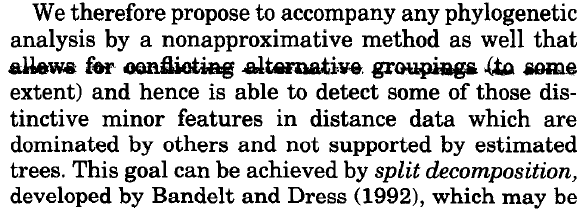 We therefore propose to accompany any phylogenetic
analysis by a nonapproximative method as well that
allows for conflicting alternative groupings (to some
extent) and hence is able to detect some of those dis-
tinctive minor features in distance data which are
dominated by others and not supported by estimated
trees. This goal can be achieved by split decomposition,
developed by Bandelt and Dress (1992), which may be